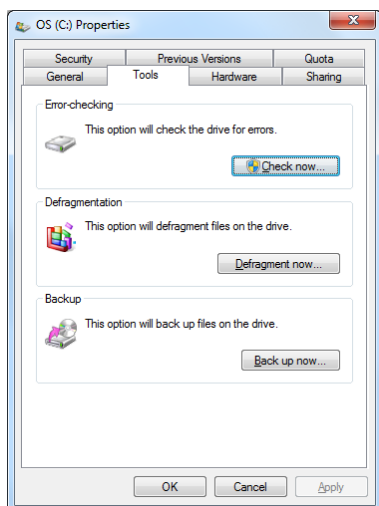 OS (C:) Properties
Security Previous Versions Quota
General Tools Hardware Sharing
Error-checking
This option will check the drive for errors.
Check now...
Defragmentation
This option will defragment files on the drive.
Defragment now...
Backup
This option will back up files on the drive.
Back up now...
OK Cancel Apply